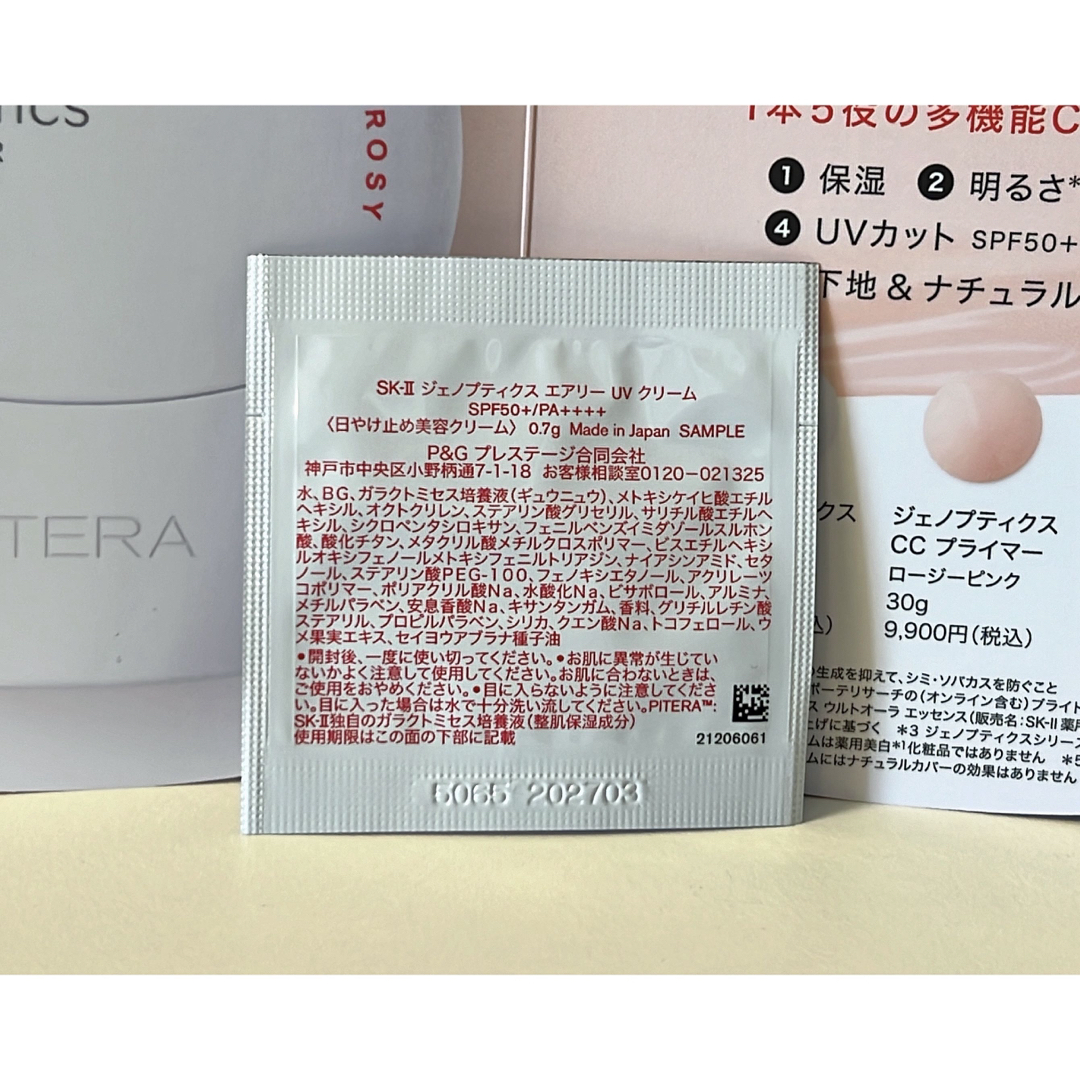 TICS
R
ROSY
TERA
1本5役の多機能C
❶ 保湿 ❷ 明るさ*
❹ UVカット SPF50+
下地 & ナチュラル
クス
ジェノプティクス
CC プライマー
ロージーピンク
30g
9,900円(税込)
の生成を抑えて、シミ・ソバカスを防ぐこと
ポーテリサーチの(オンライン含む)ブライト
ス ウルトオーラ エッセンス(販売名:SK-II 薬用
上げに基づく *3 ジェノプティクスシリーズ
ムは薬用美白*1化粧品ではありません *5
ムにはナチュラルカバーの効果はありません
SK-II ジェノプティクス エアリー UV クリーム
SPF50+/PA++++
〈日やけ止め美容クリーム〉 0.7g Made in Japan SAMPLE
P&G プレステージ合同会社
神戸市中央区小野柄通7-1-18 お客様相談室0120-021325
水、BG、ガラクトミセス培養液(ギュウニュウ)、メトキシケイヒ酸エチル
ヘキシル、オクトクリレン、ステアリン酸グリセリル、サリチル酸エチルヘ
キシル、シクロペンタシロキサン、フェニルベンズイミダゾールスルホン
酸、酸化チタン、メタクリル酸メチルクロスポリマー、ビスエチルヘキシ
ルオキシフェノールメトキシフェニルトリアジン、ナイアシンアミド、セタ
ノール、ステアリン酸PEG-100、フェノキシエタノール、アクリレーツ
コポリマー、ポリアクリル酸Na、水酸化Na、ビサボロール、アルミナ、
メチルパラベン、安息香酸Na、キサンタンガム、香料、グリチルレチン酸
ステアリル、プロピルパラベン、シリカ、クエン酸Na、トコフェロール、ウ
メ果実エキス、セイヨウアブラナ種子油
•開封後、一度に使い切ってください。•お肌に異常が生じてい
ないかよく注意して使用してください。お肌に合わないときは、
ご使用をおやめください。•目に入らないように注意してくださ
い。目に入った場合は水で十分洗い流してください。PITERA™:
SK-II独自のガラクトミセス培養液(整肌保湿成分)
使用期限はこの面の下部に記載
21206061
5065 202703